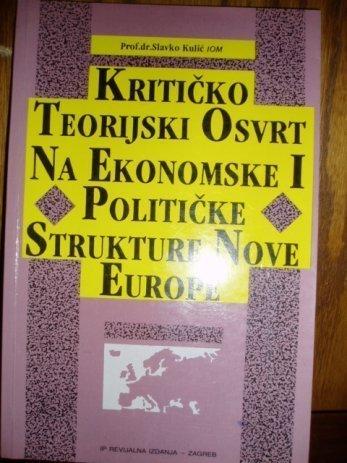 Prof.dr.Slavko Kulić IOM
KRITIČKO
TEORIJSKI OSVRT
NA EKONOMSKE I
POLITIČKE
STRUKTURE NOVE
EUROPE
IP REVIJALNA IZDANJA – ZAGREB